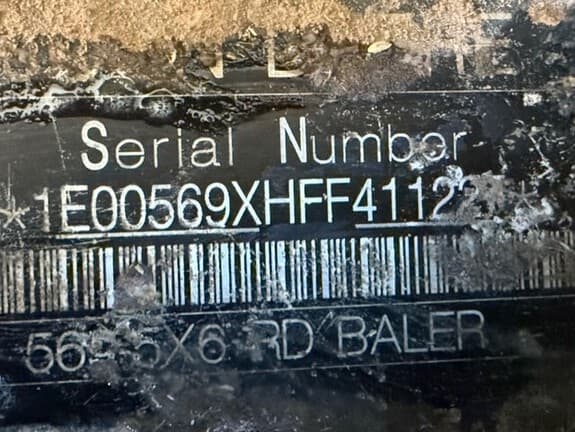 Serial Number
*1E00569XHFF41122
RD BALER